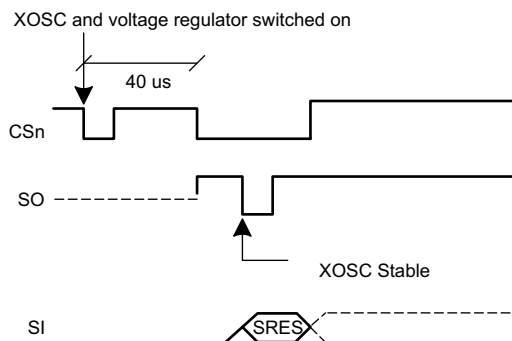 XOSC and voltage regulator switched on
40 us
CSn
SO
XOSC Stable
SI
SRES